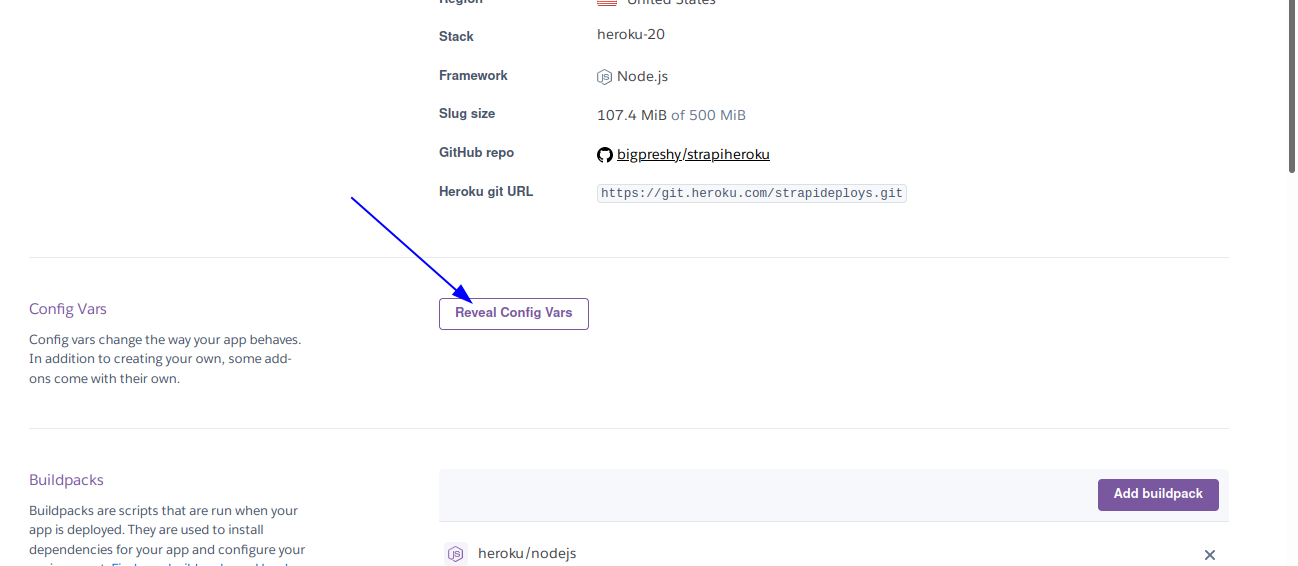 Region United States
Stack heroku-20
Framework Node.js
Slug size 107.4 MiB of 500 MiB
GitHub repo bigpreshy/strapiheroku
Heroku git URL https://git.heroku.com/strapideploys.git
Config Vars
Config vars change the way your app behaves.
In addition to creating your own, some add-
ons come with their own.
Reveal Config Vars
Buildpacks
Buildpacks are scripts that are run when your
app is deployed. They are used to install
dependencies for your app and configure your
Add buildpack
heroku/nodejs